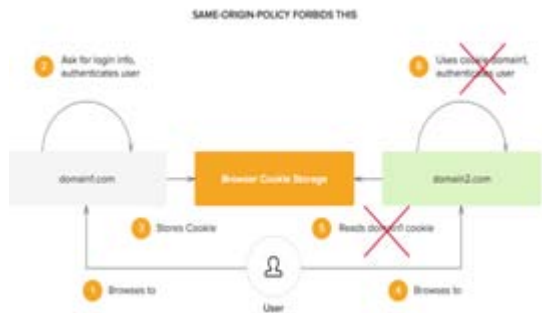 SAME-ORIGIN-POLICY FORBIDS THIS
2 Ask for login info,
authenticates user
6 Uses cookie domain1,
authenticates user
domain1.com
Browser Cookie Storage
domain2.com
3 Stores Cookie
5 Reads domain1 cookie
1 Browses to
4 Browses to
User